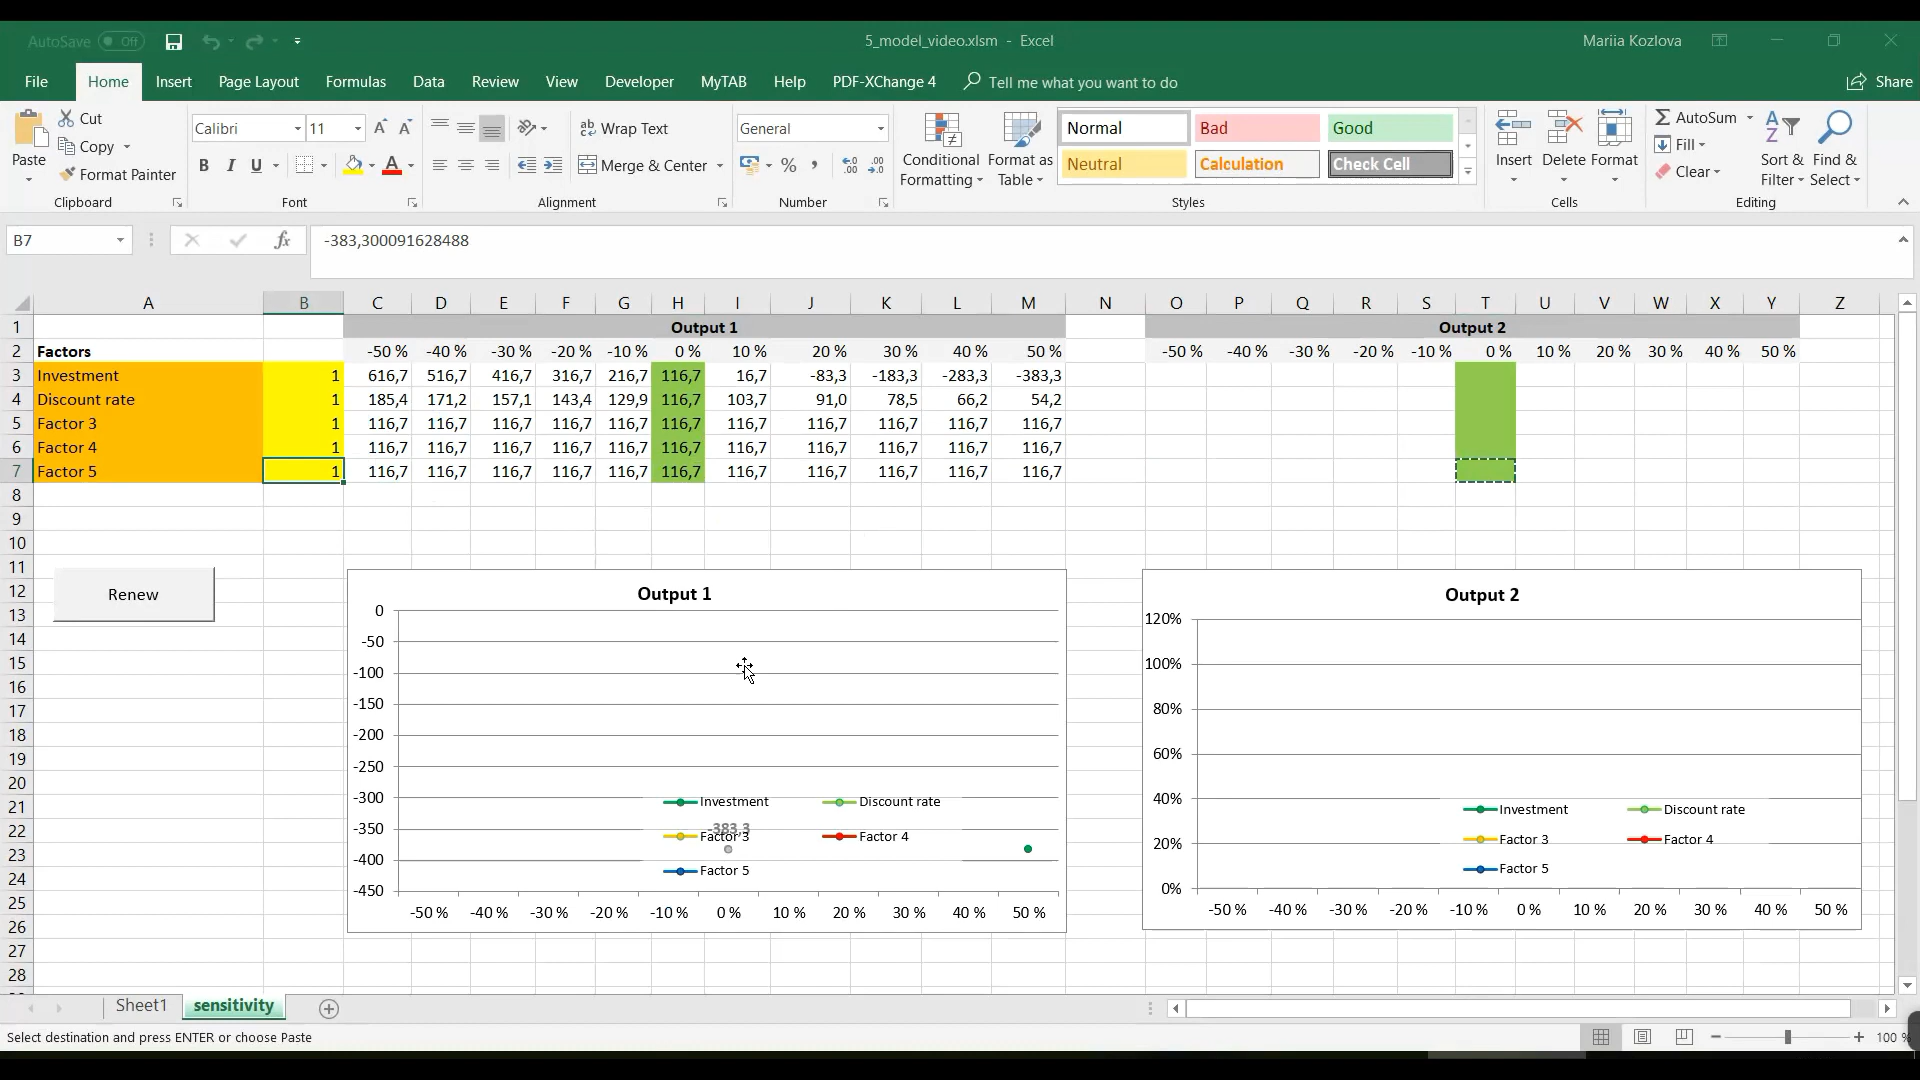 AutoSave Off 5_model_video.xlsm - Excel Mariia Kozlova
File Home Insert Page Layout Formulas Data Review View Developer MyTAB Help PDF-XChange 4 Tell me what you want to do Share
Cut
Copy
Format Painter
Paste
Clipboard
Calibri 11
B I U
Font
Wrap Text
Merge & Center
Alignment
General
%
Number
Conditional Formatting
Format as Table
Normal Bad Good
Neutral Calculation Check Cell
Styles
Insert Delete Format
Cells
AutoSum
Fill
Clear
Sort & Filter
Find & Select
Editing
B7 fx -383,300091628488
A B C D E F G H I J K L M N O P Q R S T U V W X Y Z
1 Output 1 Output 2
2 Factors -50 % -40 % -30 % -20 % -10 % 0 % 10 % 20 % 30 % 40 % 50 % -50 % -40 % -30 % -20 % -10 % 0 % 10 % 20 % 30 % 40 % 50 %
3 Investment 1 616,7 516,7 416,7 316,7 216,7 116,7 16,7 -83,3 -183,3 -283,3 -383,3
4 Discount rate 1 185,4 171,2 157,1 143,4 129,9 116,7 103,7 91,0 78,5 66,2 54,2
5 Factor 3 1 116,7 116,7 116,7 116,7 116,7 116,7 116,7 116,7 116,7 116,7 116,7
6 Factor 4 1 116,7 116,7 116,7 116,7 116,7 116,7 116,7 116,7 116,7 116,7 116,7
7 Factor 5 1 116,7 116,7 116,7 116,7 116,7 116,7 116,7 116,7 116,7 116,7 116,7
8
9
10
11
12
13
14
15
16
17
18
19
20
21
22
23
24
25
26
27
28
Renew
Output 1
0
-50
-100
-150
-200
-250
-300
-350
-400
-450
Investment Discount rate
-383,3
Factor 3 Factor 4
Factor 5
-50 % -40 % -30 % -20 % -10 % 0 % 10 % 20 % 30 % 40 % 50 %
Output 2
120%
100%
80%
60%
40%
20%
0%
Investment Discount rate
Factor 3 Factor 4
Factor 5
-50 % -40 % -30 % -20 % -10 % 0 % 10 % 20 % 30 % 40 % 50 %
Sheet1 sensitivity
Select destination and press ENTER or choose Paste 100 %